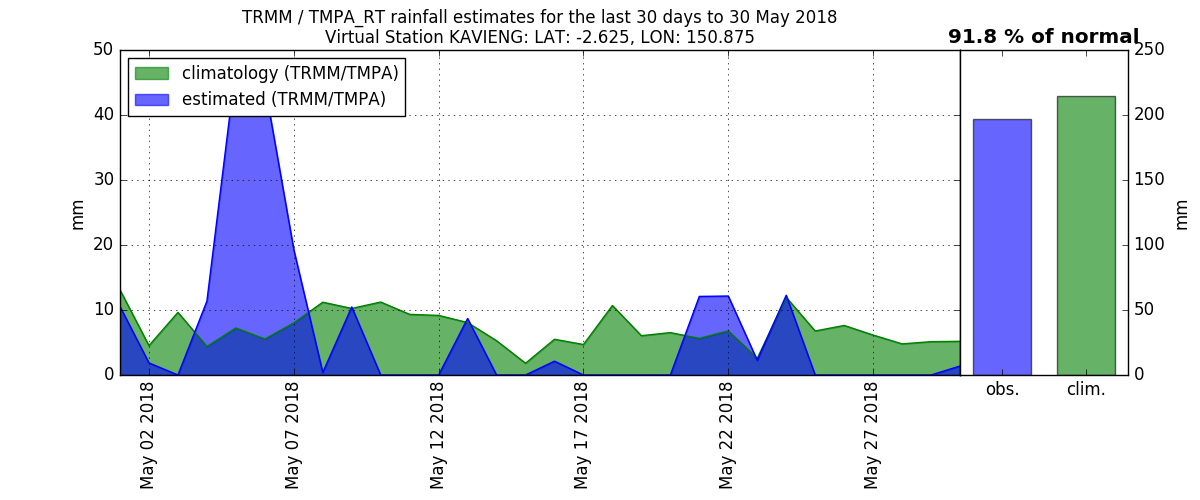 TRMM / TMPA_RT rainfall estimates for the last 30 days to 30 May 2018
Virtual Station KAVIENG: LAT: -2.625, LON: 150.875
91.8 % of normal
climatology (TRMM/TMPA)
estimated (TRMM/TMPA)
50
40
30
20
10
0
mm
May 02 2018
May 07 2018
May 12 2018
May 17 2018
May 22 2018
May 27 2018
250
200
150
100
50
0
mm
obs.
clim.